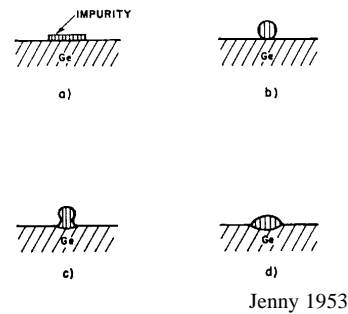 IMPURITY
Ge Ge
a) b)
Ge Ge
c) d)
Jenny 1953